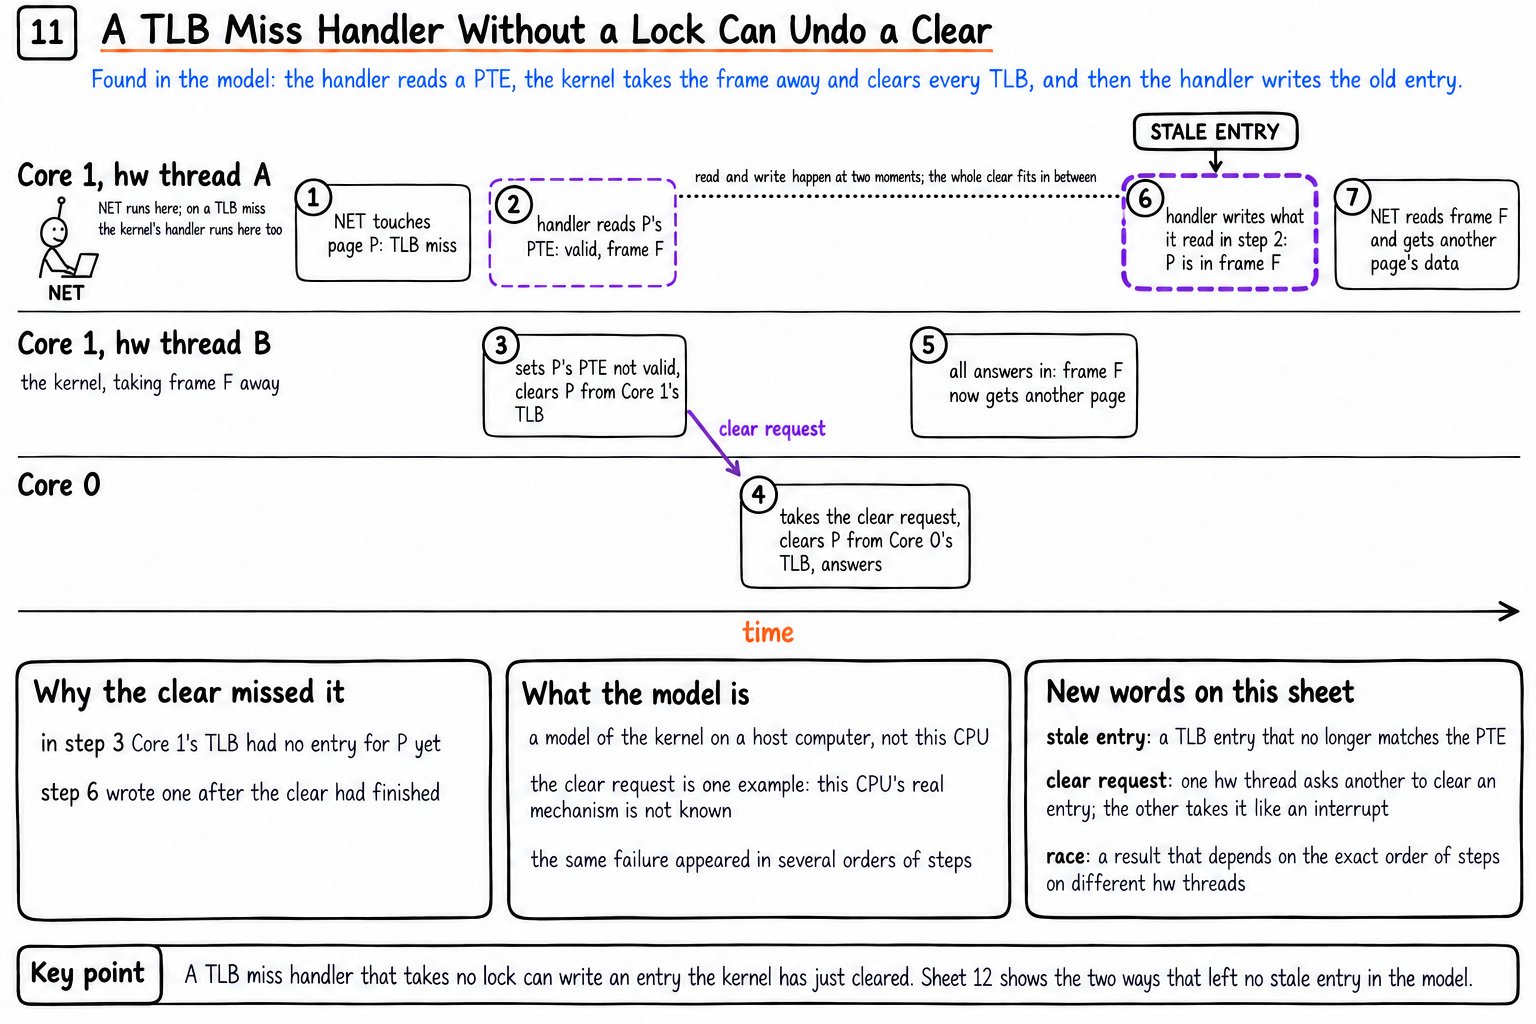 11
A TLB Miss Handler Without a Lock Can Undo a Clear
Found in the model: the handler reads a PTE, the kernel takes the frame away and clears every TLB, and then the handler writes the old entry.
STALE ENTRY
Core 1, hw thread A
NET runs here; on a TLB miss
the kernel's handler runs here too
NET
1
NET touches
page P: TLB miss
2
handler reads P's
PTE: valid, frame F
read and write happen at two moments; the whole clear fits in between
6
handler writes what
it read in step 2:
P is in frame F
7
NET reads frame F
and gets another
page's data
Core 1, hw thread B
the kernel, taking frame F away
3
sets P's PTE not valid,
clears P from Core 1's
TLB
clear request
5
all answers in: frame F
now gets another page
Core 0
4
takes the clear request,
clears P from Core 0's
TLB, answers
time
Why the clear missed it
in step 3 Core 1's TLB had no entry for P yet
step 6 wrote one after the clear had finished
What the model is
a model of the kernel on a host computer, not this CPU
the clear request is one example: this CPU's real
mechanism is not known
the same failure appeared in several orders of steps
New words on this sheet
stale entry: a TLB entry that no longer matches the PTE
clear request: one hw thread asks another to clear an
entry; the other takes it like an interrupt
race: a result that depends on the exact order of steps
on different hw threads
Key point
A TLB miss handler that takes no lock can write an entry the kernel has just cleared. Sheet 12 shows the two ways that left no stale entry in the model.